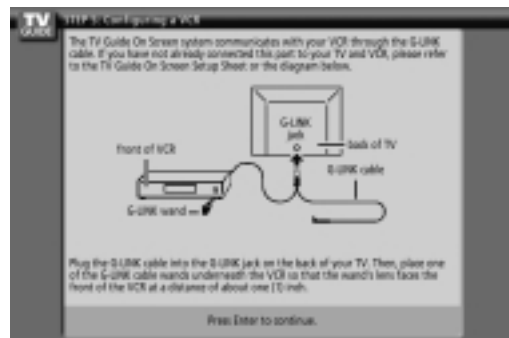 TV
GUIDE
STEP 3: Configuring a VCR
The TV Guide On Screen system communicates with your VCR through the G-LINK
cable. If you have not already connected this part to your TV and VCR, please refer
to the TV Guide On Screen Setup Sheet or the diagram below.
G-LINK
jack
front of VCR
back of TV
G-LINK cable
G-LINK wand
Plug the G-LINK cable into the G-LINK jack on the back of your TV. Then, place one
of the G-LINK cable wands underneath the VCR so that the wand's lens faces the
front of the VCR at a distance of about one (1) inch.
Press Enter to continue.